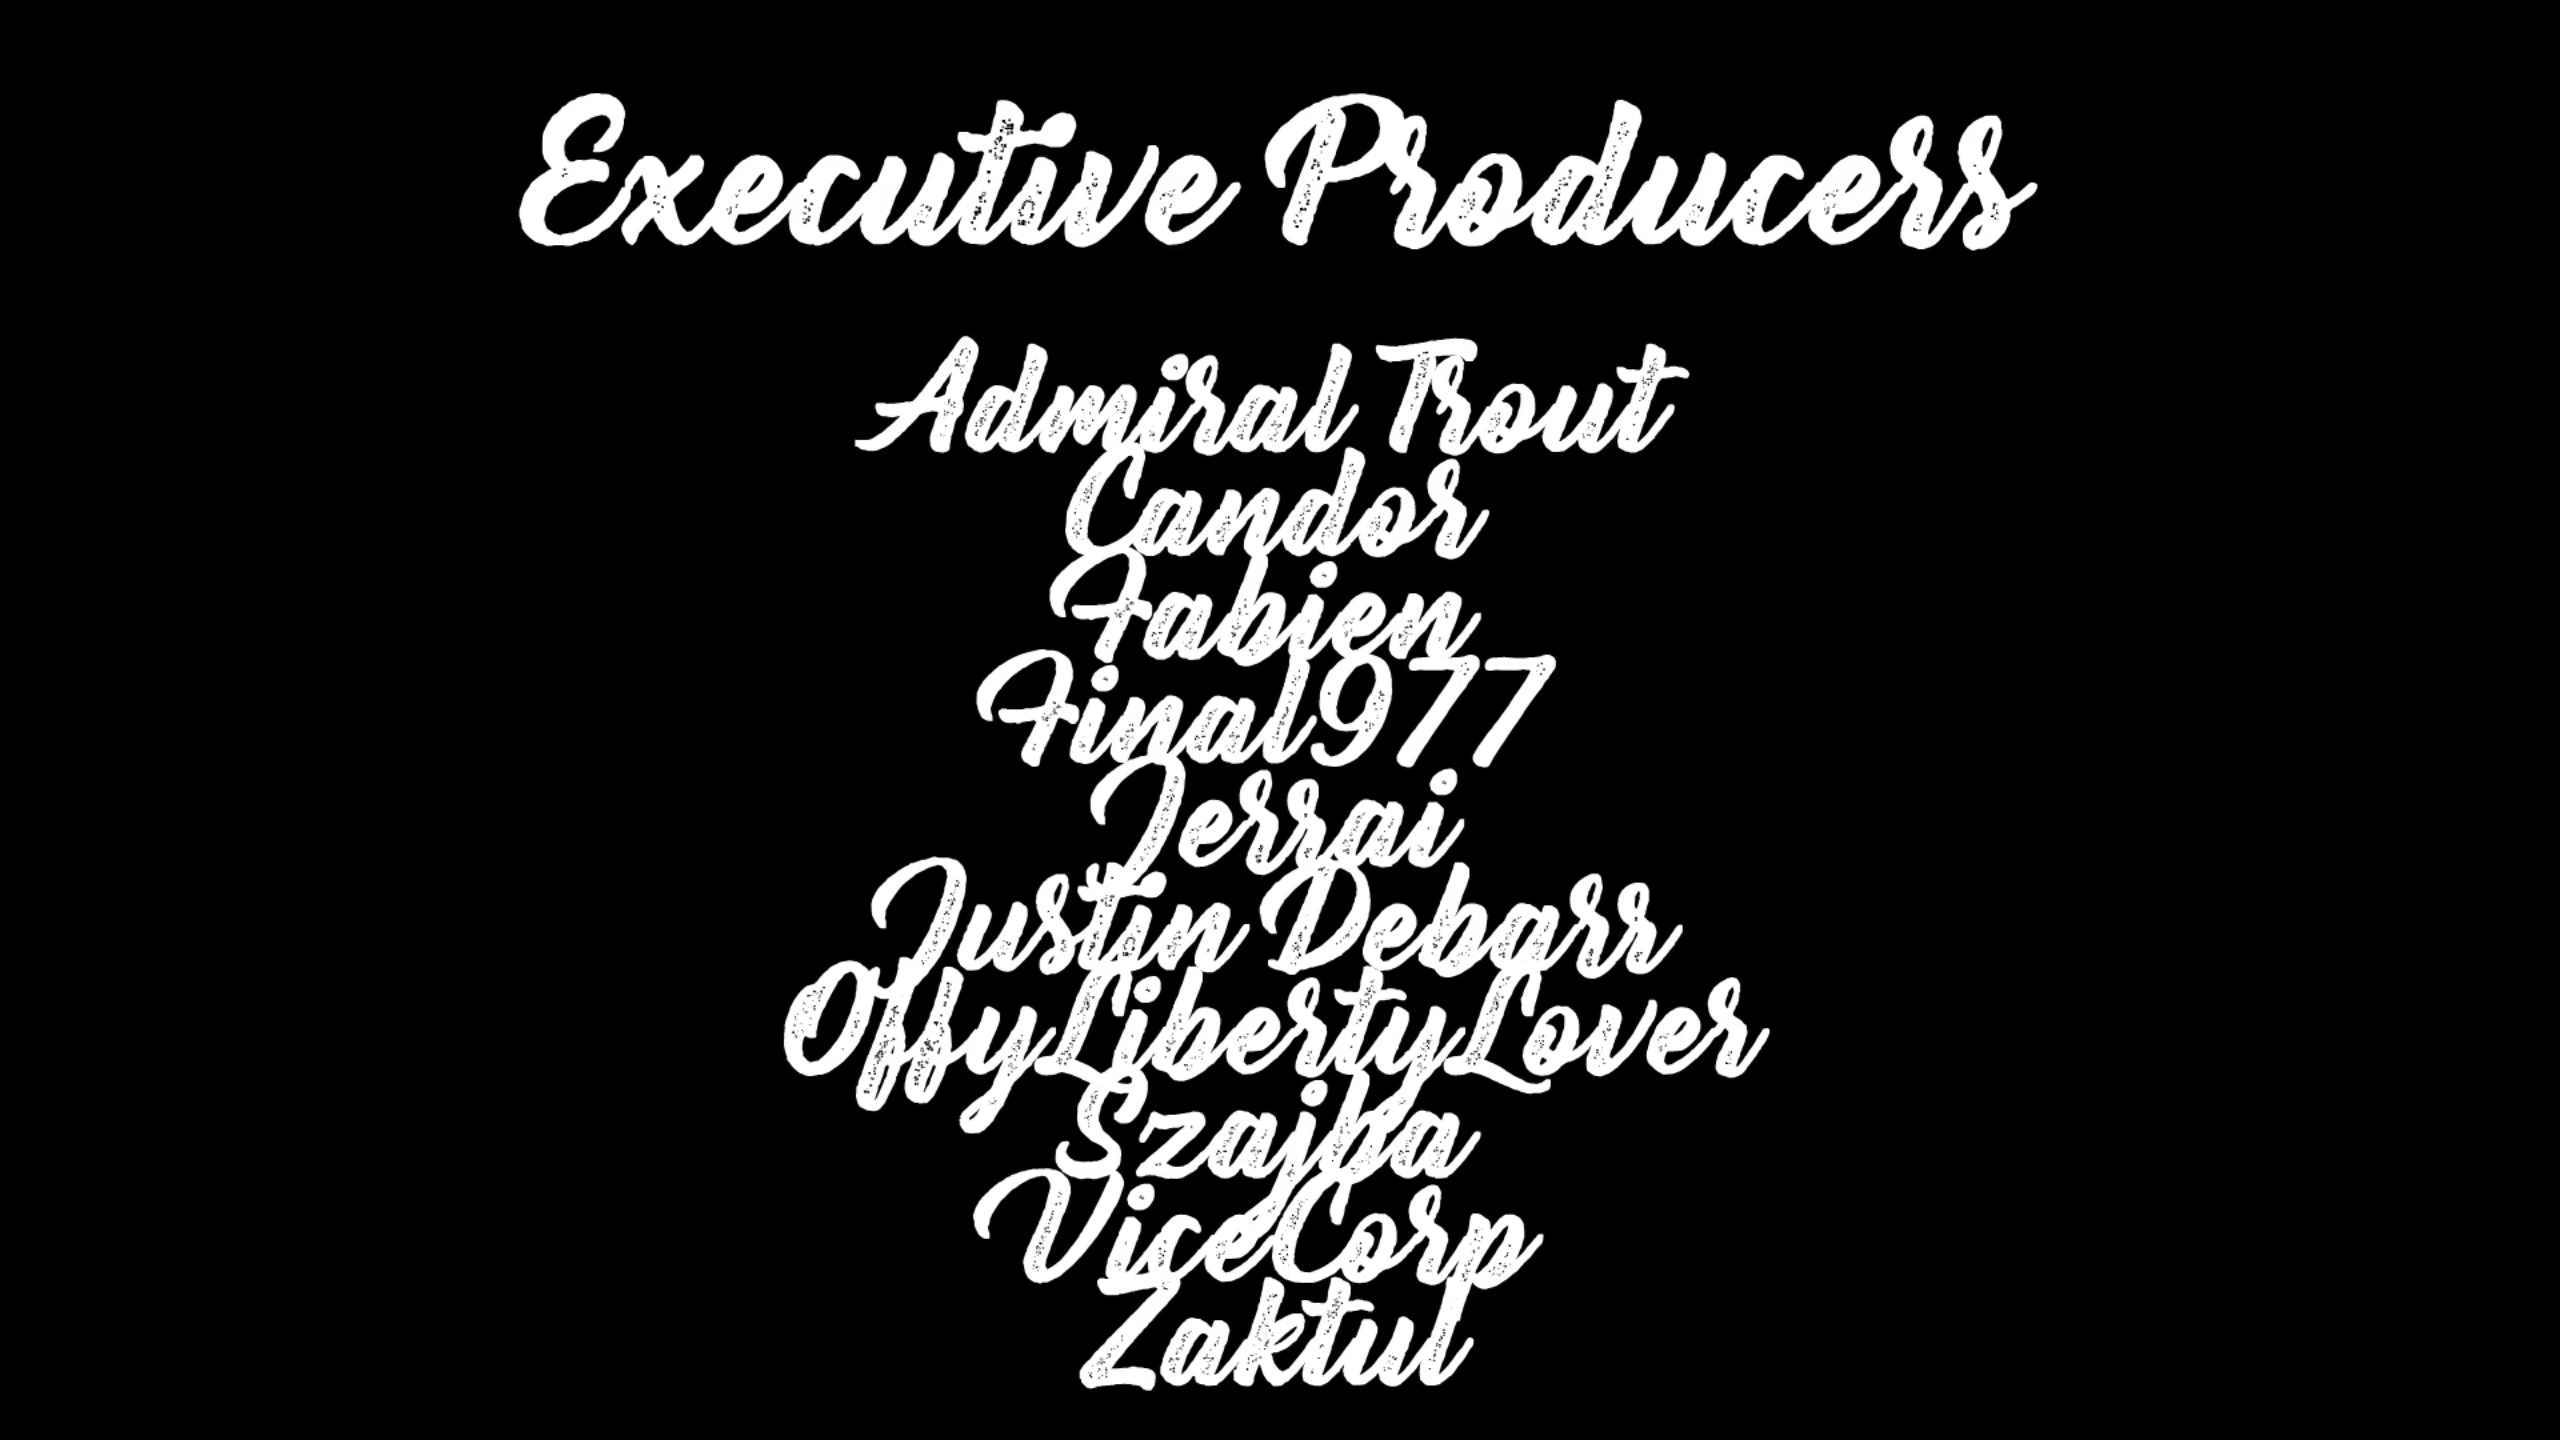 Executive Producers
Admiral Trout
Candor
Fabien
Final977
Jerrai
Justin Debarr
OffyLibertyLover
Szajba
ViceCorp
Zaktul